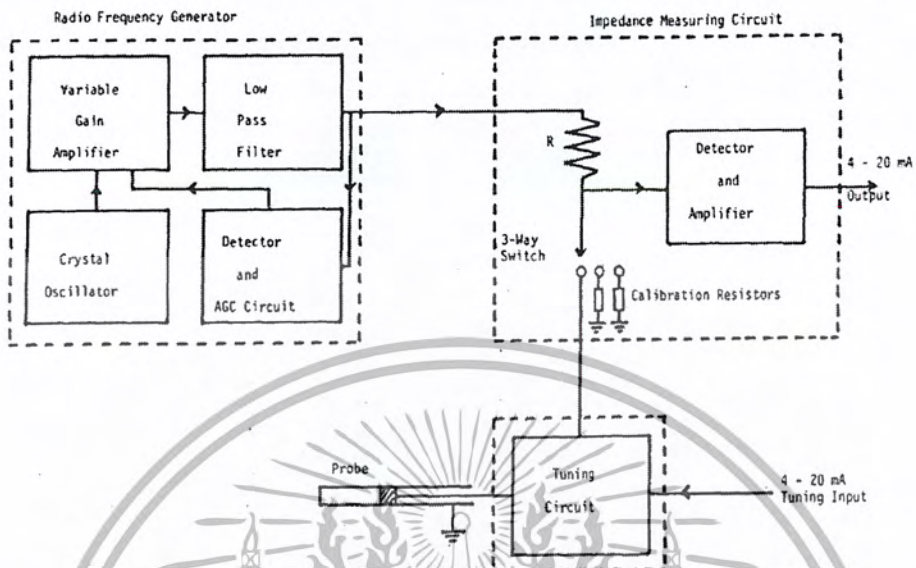 Radio Frequency Generator
Variable
Gain
Amplifier
Low
Pass
Filter
Crystal
Oscillator
Detector
and
AGC Circuit
Impedance Measuring Circuit
R
Detector
and
Amplifier
4 - 20 mA
Output
3-Way
Switch
Calibration Resistors
Probe
Tuning
Circuit
4 - 20 mA
Tuning Input